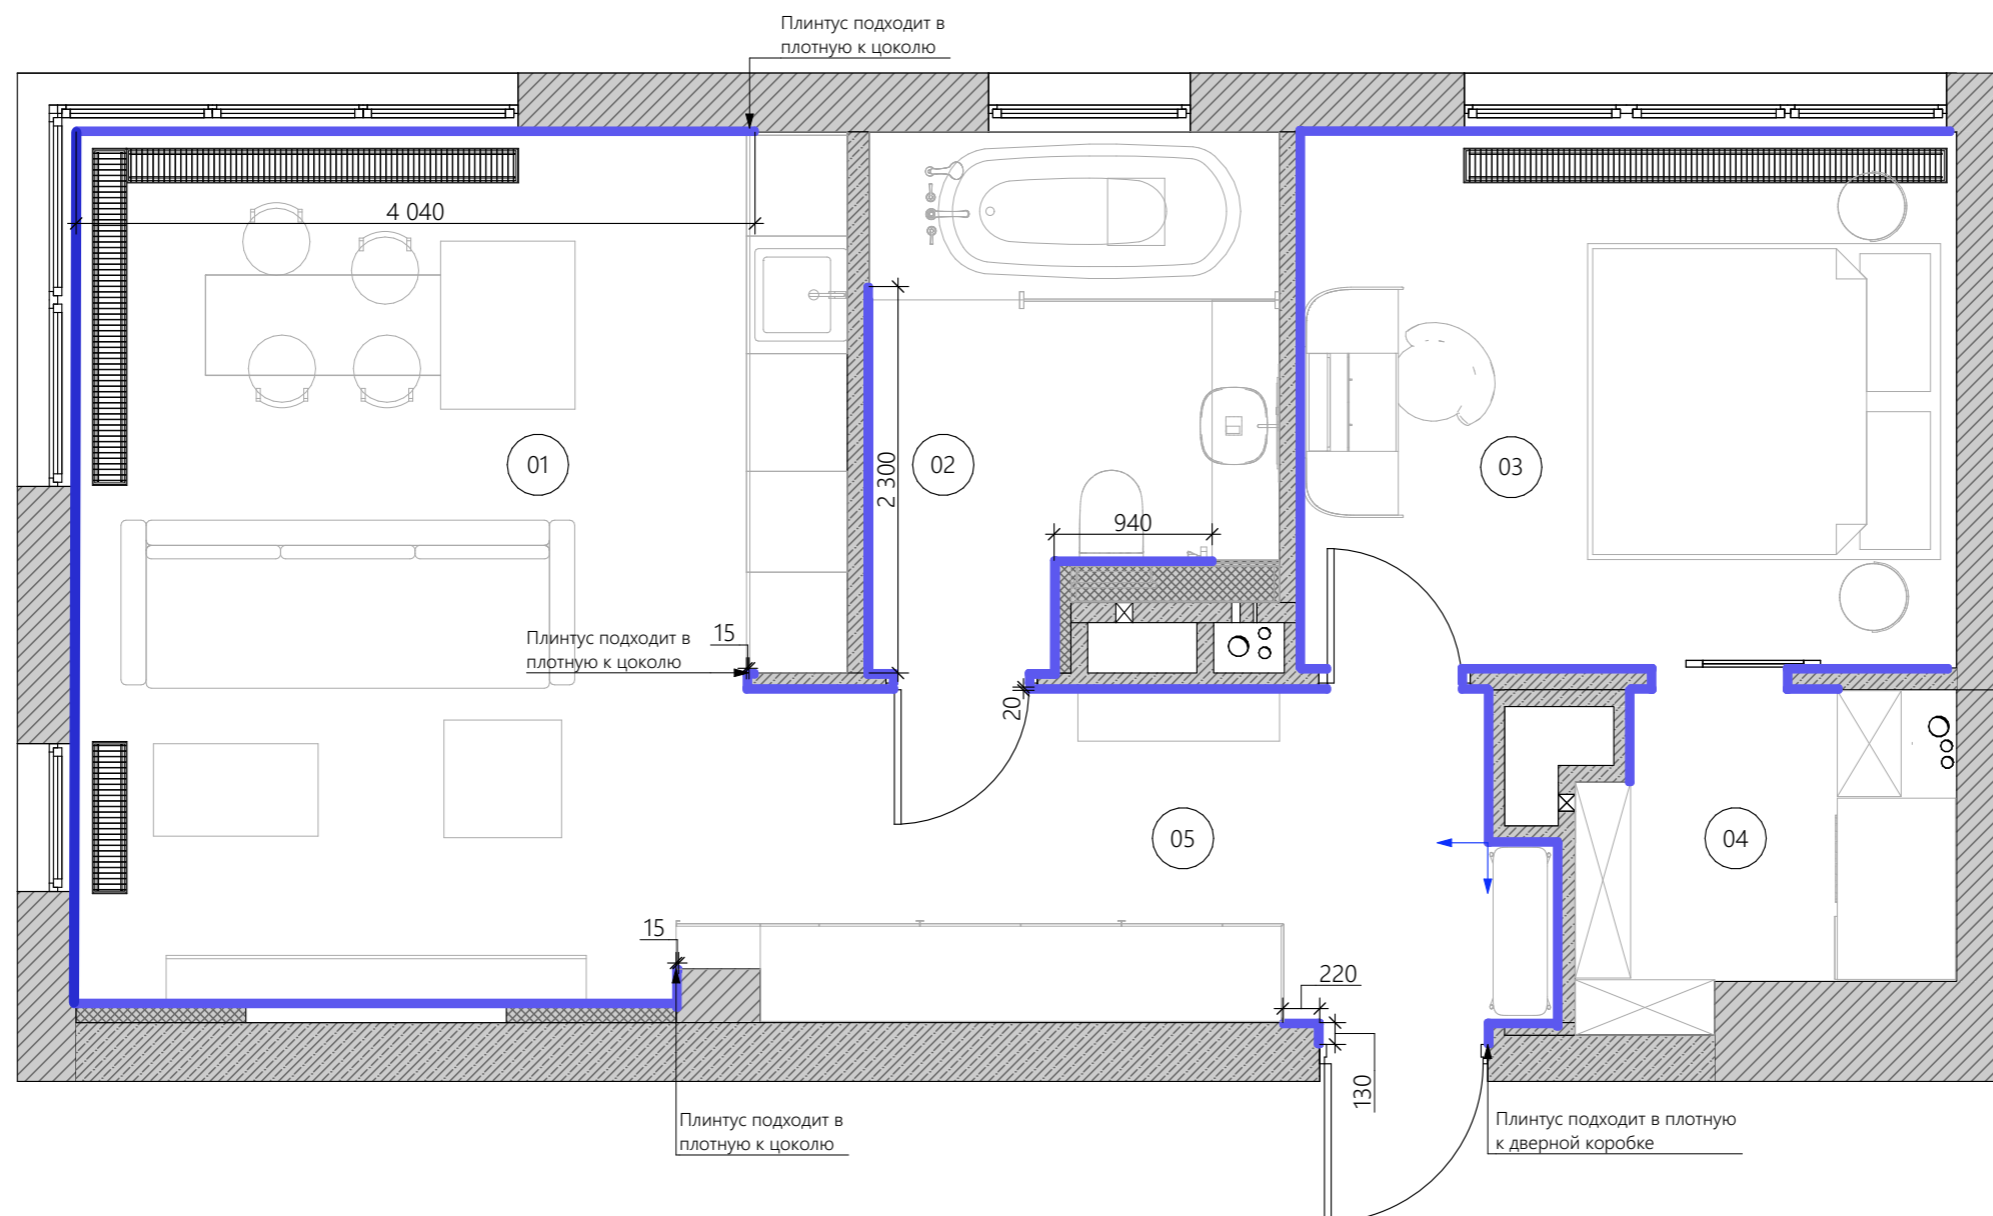 Плинтус подходит в
плотную к цоколю
4 040
01
2 300
02
940
03
Плинтус подходит в
плотную к цоколю
15
20
05
04
15
220
130
Плинтус подходит в
плотную к цоколю
Плинтус подходит в плотную
к дверной коробке